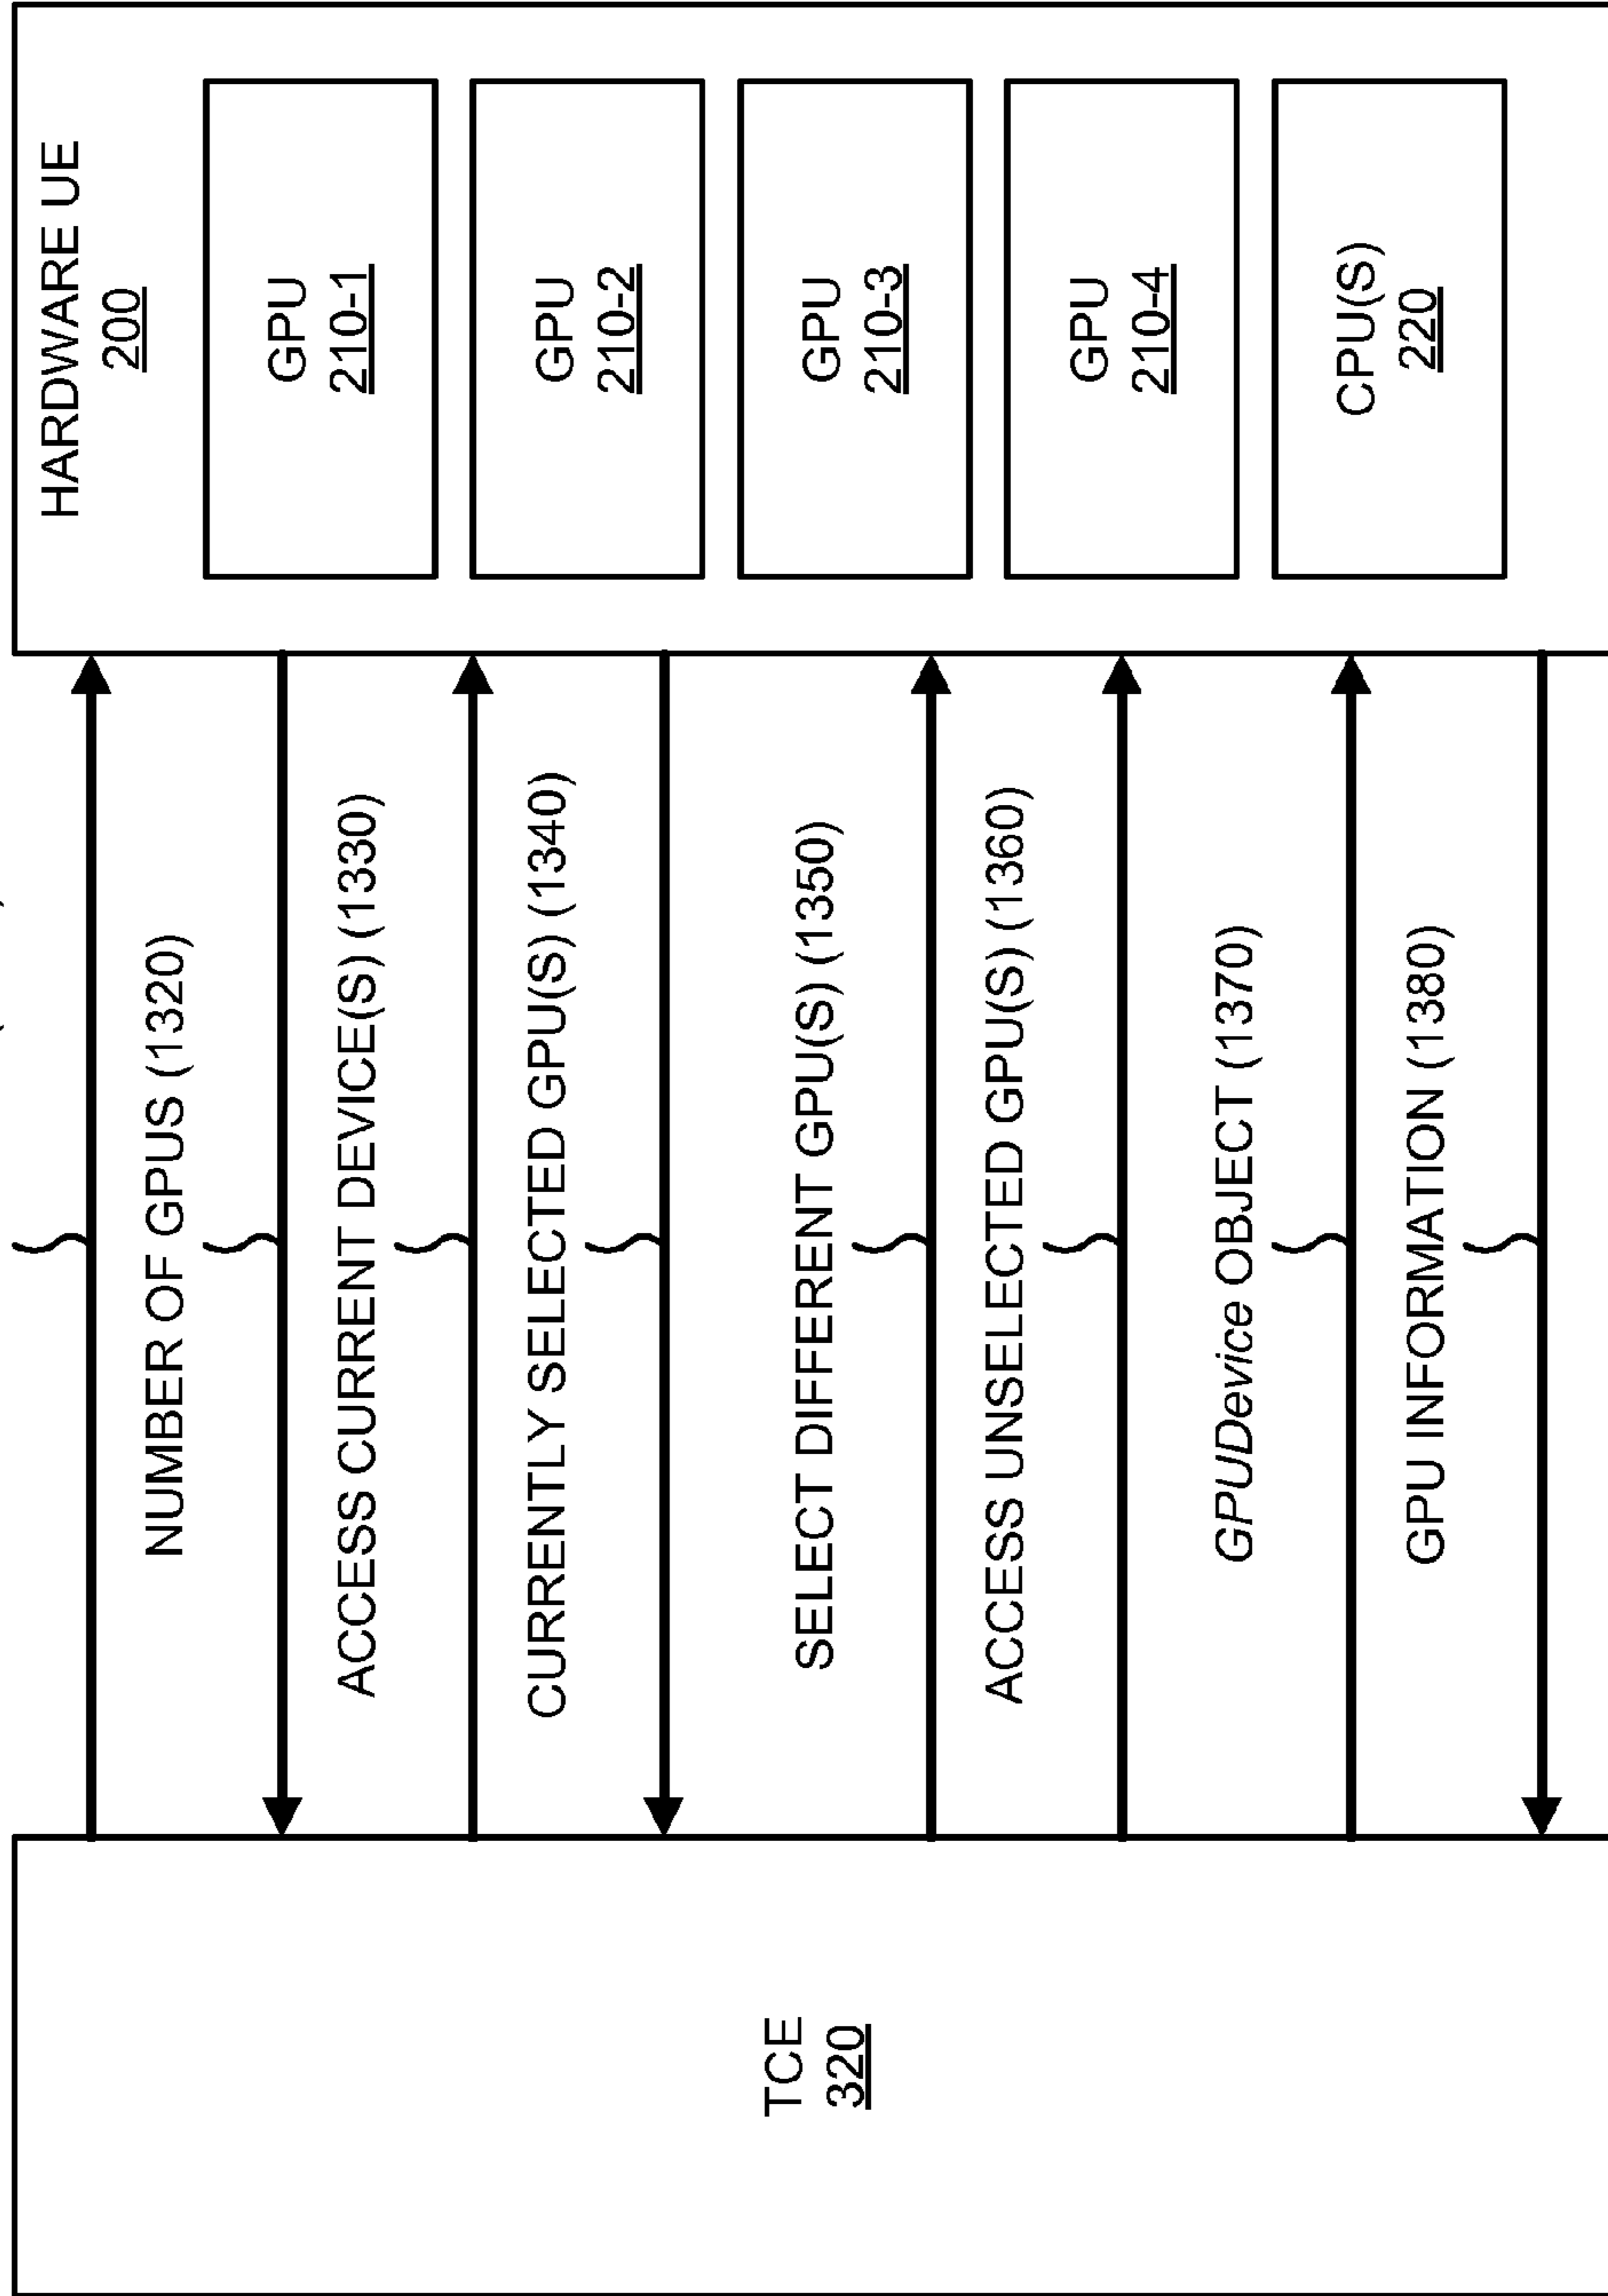 HARDWARE UE
200
GPU
210-1
GPU
210-2
GPU
210-3
GPU
210-4
CPU(S)
220
NUMBER OF GPUS (1320)
ACCESS CURRENT DEVICE(S) (1330)
CURRENTLY SELECTED GPU(S) (1340)
SELECT DIFFERENT GPU(S) (1350)
ACCESS UNSELECTED GPU(S) (1360)
GPUDevice OBJECT (1370)
GPU INFORMATION (1380)
TCE
320